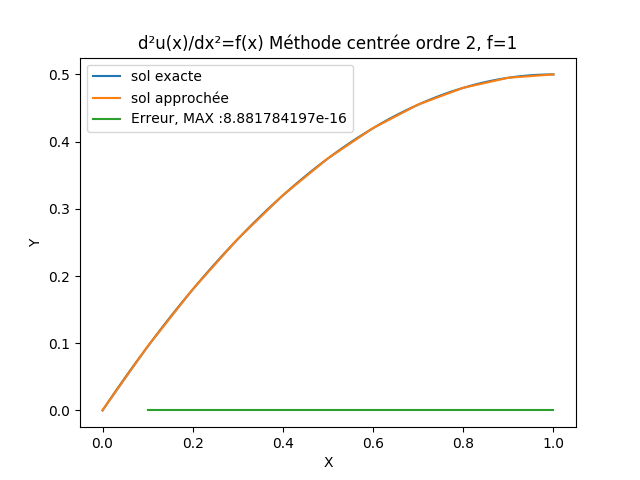 d²u(x)/dx²=f(x) Méthode centrée ordre 2, f=1
sol exacte
sol approchée
Erreur, MAX :8.881784197e-16
0.5
0.4
0.3
0.2
0.1
0.0
Y
0.0 0.2 0.4 0.6 0.8 1.0
X